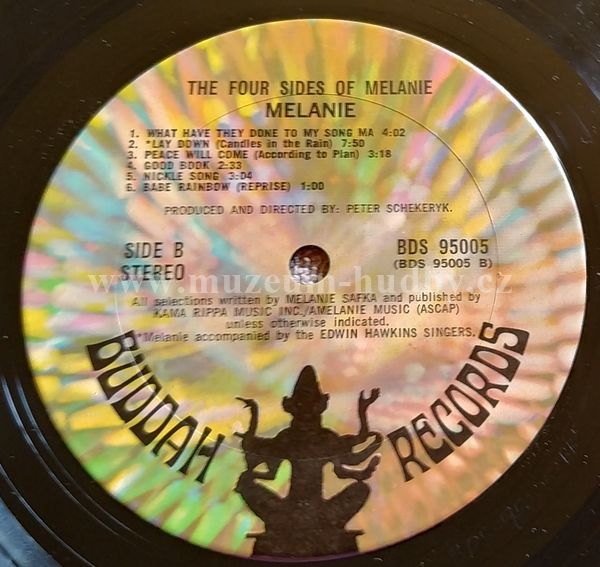 THE FOUR SIDES OF MELANIE
MELANIE
1. WHAT HAVE THEY DONE TO MY SONG MA 4:02
2. *LAY DOWN (Candles in the Rain) 7:50
3. PEACE WILL COME (According to Plan) 3:18
4. GOOD BOOK 2:33
5. NICKLE SONG 3:04
6. BABE RAINBOW (REPRISE) 1:00
PRODUCED AND DIRECTED BY: PETER SCHEKERYK.
SIDE B
STEREO
BDS 95005
(BDS 95005 B)
www.muzeum-hudby.cz
All selections written by MELANIE SAFKA and published by
KAMA RIPPA MUSIC INC./AMELANIE MUSIC (ASCAP)
unless otherwise indicated.
*Melanie accompanied by the EDWIN HAWKINS SINGERS.
BUDDAH RECORDS